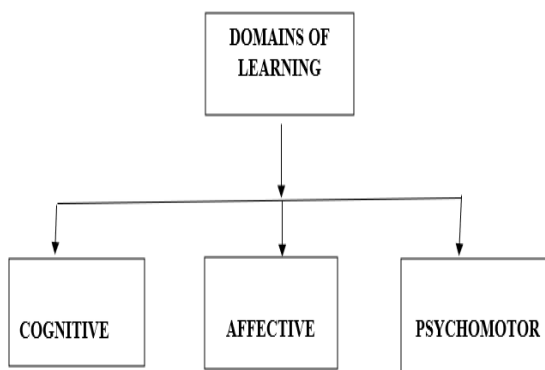 DOMAINS OF
LEARNING
COGNITIVE
AFFECTIVE
PSYCHOMOTOR